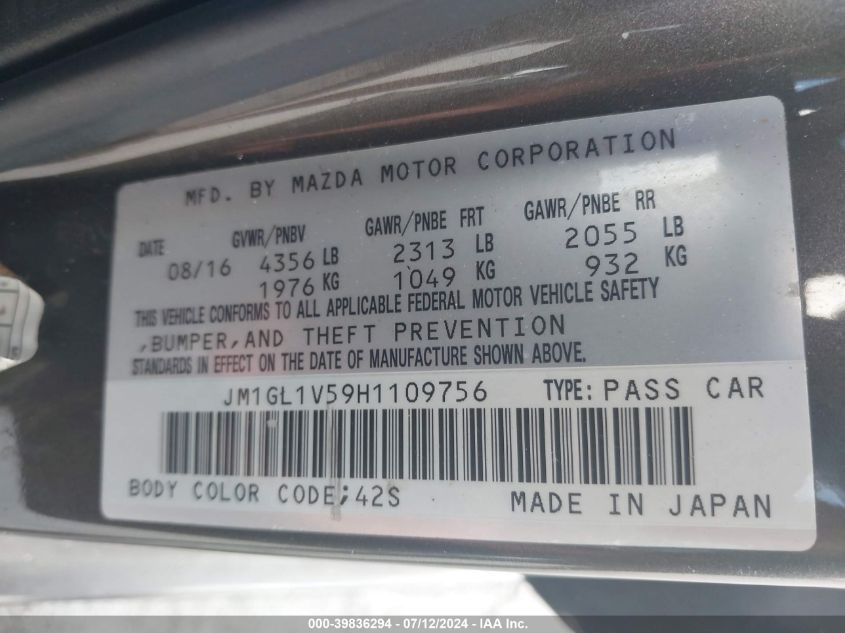 MFD. BY MAZDA MOTOR CORPORATION
DATE GVWR/PNBV GAWR/PNBE FRT GAWR/PNBE RR
08/16 4356 LB 2313 LB 2055 LB
1976 KG 1049 KG 932 KG
THIS VEHICLE CONFORMS TO ALL APPLICABLE FEDERAL MOTOR VEHICLE SAFETY
,BUMPER,AND THEFT PREVENTION
STANDARDS IN EFFECT ON THE DATE OF MANUFACTURE SHOWN ABOVE.
JM1GL1V59H1109756 TYPE: PASS CAR
BODY COLOR CODE;42S MADE IN JAPAN
000-39836294 - 07/12/2024 - IAA Inc.